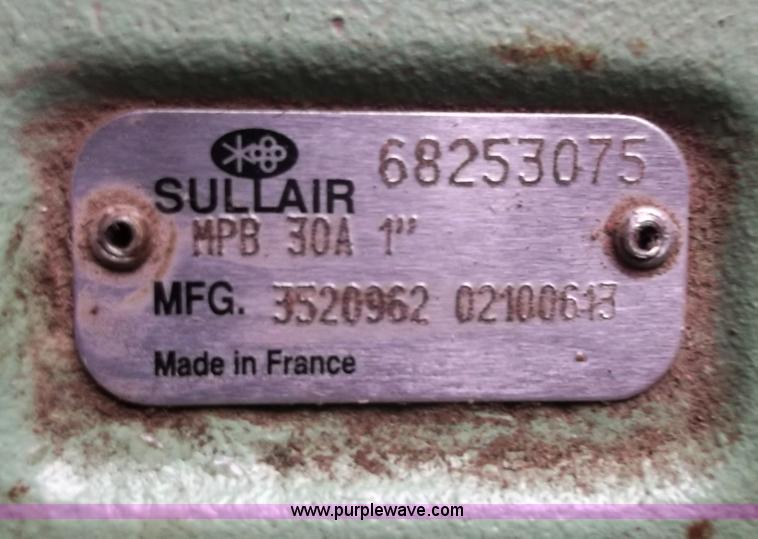 68253075
SULLAIR
MPB 30A 1"
MFG. 3520962 02100613
Made in France
www.purplewave.com